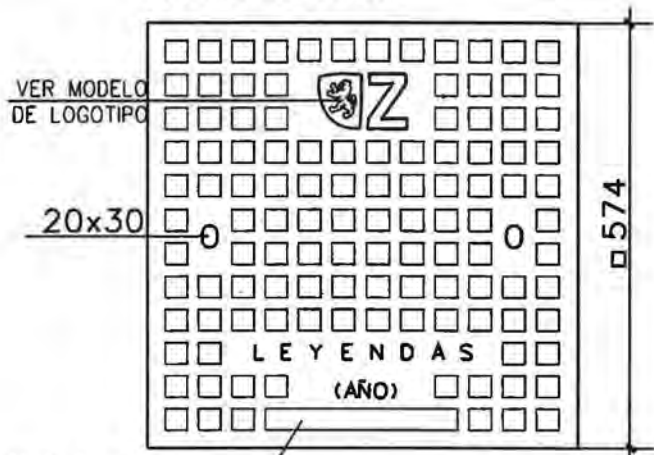 VER MODELO
DE LOGOTIPO
Z
20x30
□574
LEYENDAS
(AÑO)